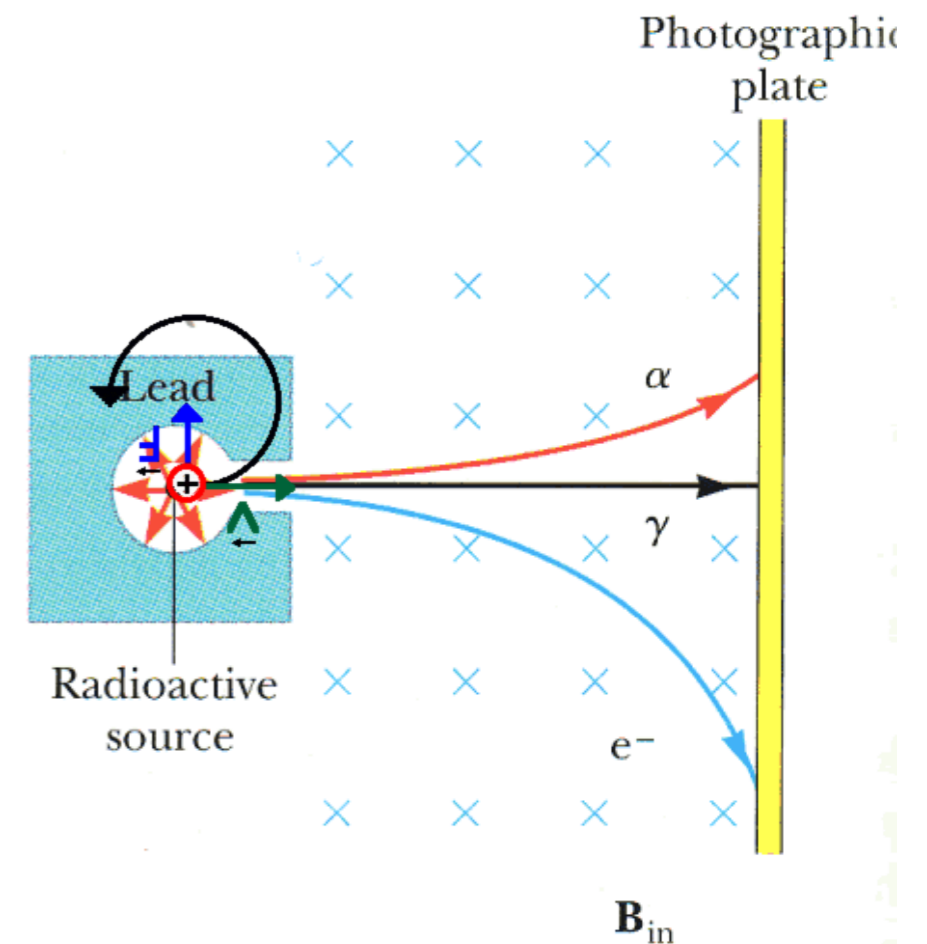 Photographic
plate
α
Lead
F
+
V
γ
Radioactive
source
e⁻
B_in